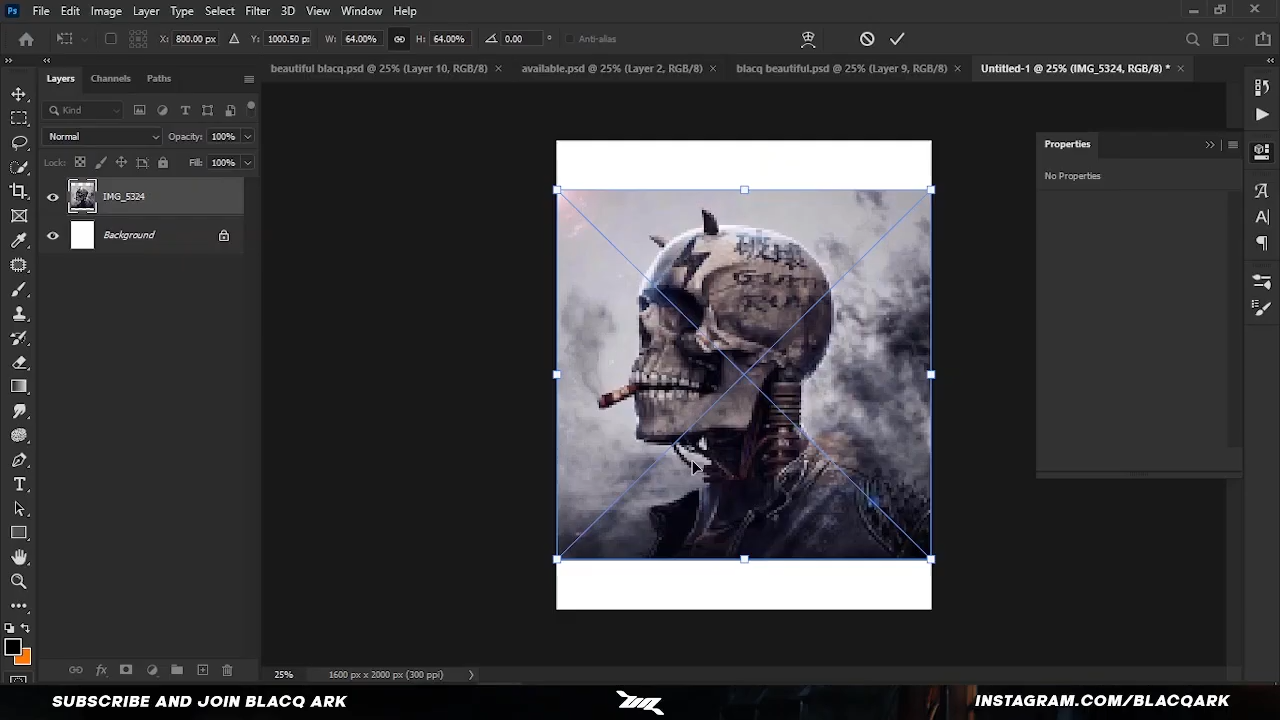 Ps File Edit Image Layer Type Select Filter 3D View Window Help
X: 800.00 px Y: 1000.50 px W: 64.00% H: 64.00% 0.00 ° Anti-alias
Layers Channels Paths
beautiful blacq.psd @ 25% (Layer 10, RGB/8) × available.psd @ 25% (Layer 2, RGB/8) × blacq beautiful.psd @ 25% (Layer 9, RGB/8) × Untitled-1 @ 25% (IMG_5324, RGB/8) * ×
Kind
Normal Opacity: 100%
Lock: Fill: 100%
IMG_5324
Background
Properties
No Properties
25% 1600 px x 2000 px (300 ppi)
SUBSCRIBE AND JOIN BLACQ ARK
INSTAGRAM.COM/BLACQARK